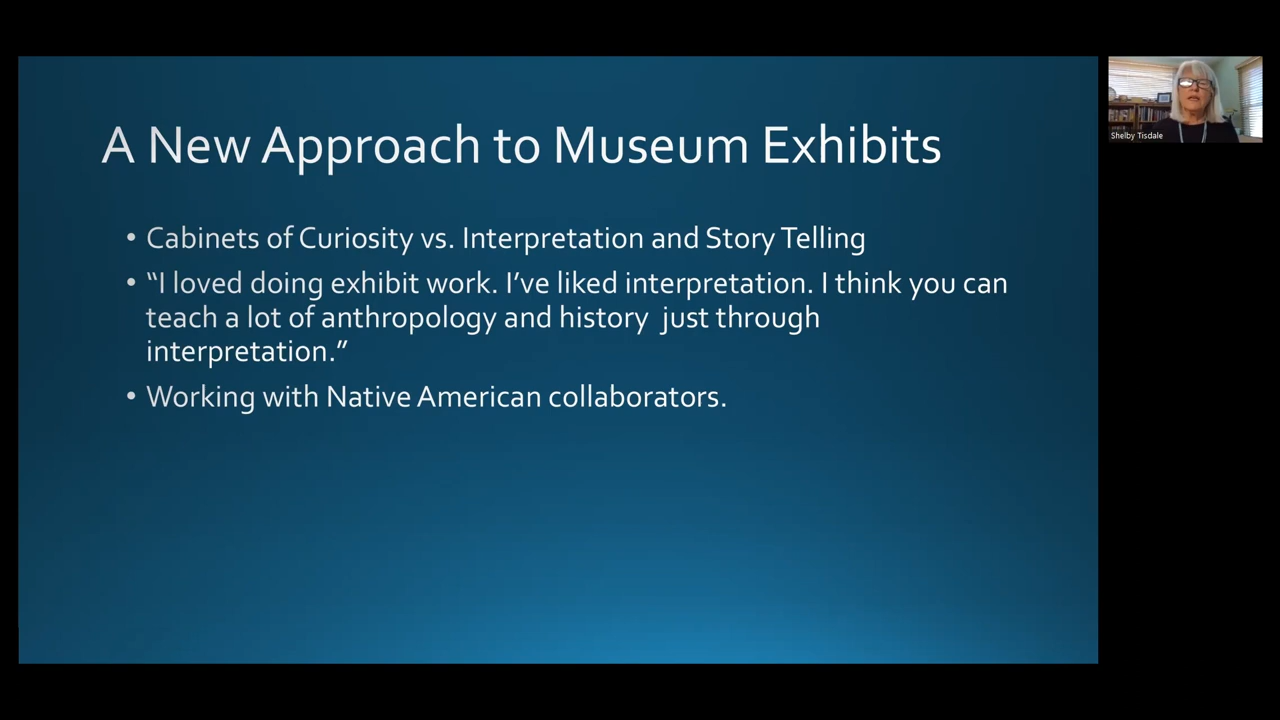 A New Approach to Museum Exhibits
• Cabinets of Curiosity vs. Interpretation and Story Telling
• “I loved doing exhibit work. I’ve liked interpretation. I think you can
teach a lot of anthropology and history  just through
interpretation.”
• Working with Native American collaborators.
Shelby Tisdale